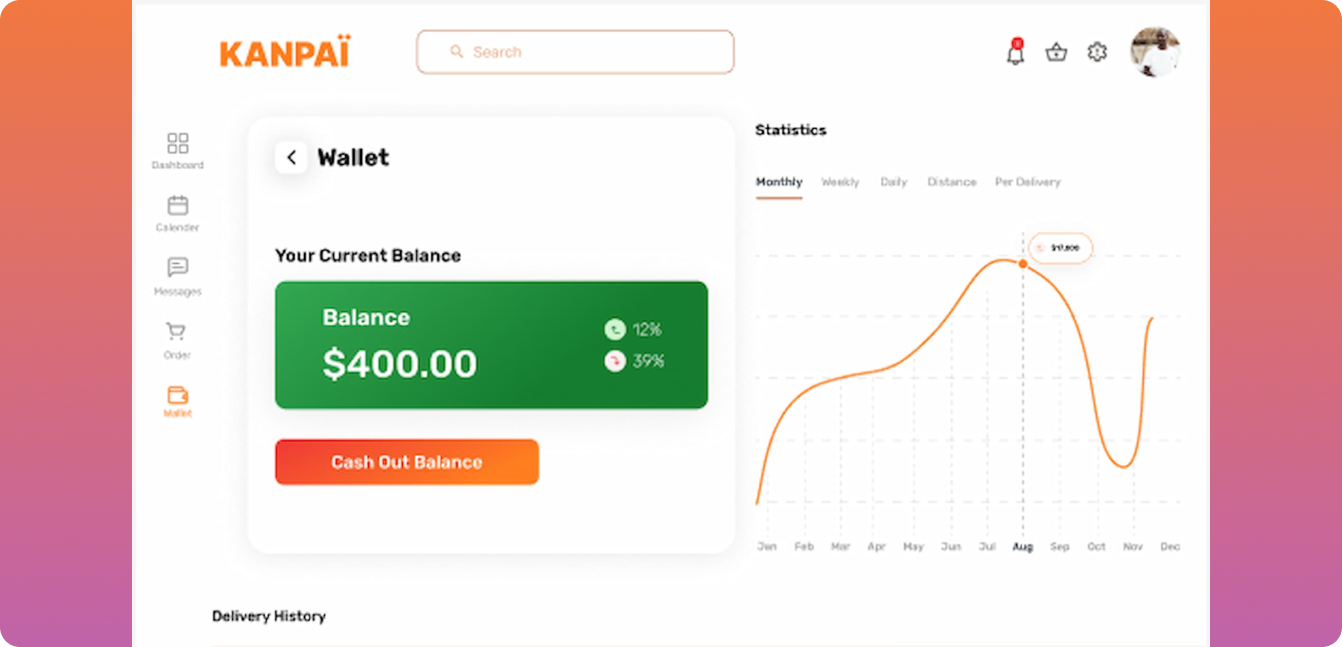 KANPAÏ
Search
Dashboard
Calender
Messages
Order
Wallet
Wallet
Your Current Balance
Balance
$400.00
12%
39%
Cash Out Balance
Statistics
Monthly Weekly Daily Distance Per Delivery
Jan Feb Mar Apr May Jun Jul Aug Sep Oct Nov Dec
Delivery History